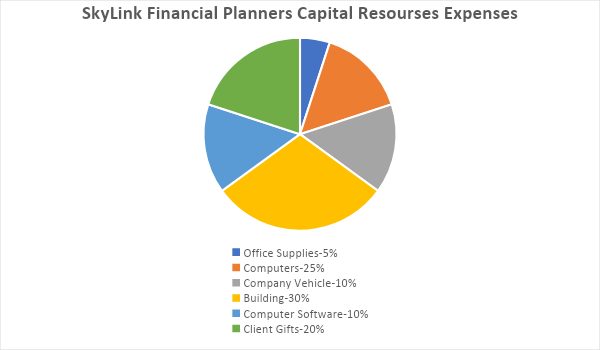 SkyLink Financial Planners Capital Resourses Expenses
Office Supplies-5%
Computers-25%
Company Vehicle-10%
Building-30%
Computer Software-10%
Client Gifts-20%